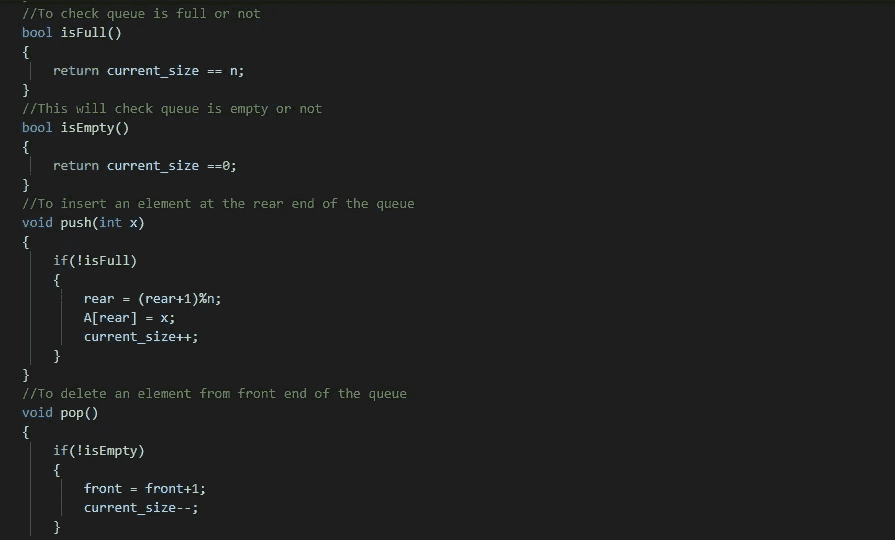 //To check queue is full or not
bool isFull()
{
    return current_size == n;
}
//This will check queue is empty or not
bool isEmpty()
{
    return current_size ==0;
}
//To insert an element at the rear end of the queue
void push(int x)
{
    if(!isFull)
    {
        rear = (rear+1)%n;
        A[rear] = x;
        current_size++;
    }
}
//To delete an element from front end of the queue
void pop()
{
    if(!isEmpty)
    {
        front = front+1;
        current_size--;
    }